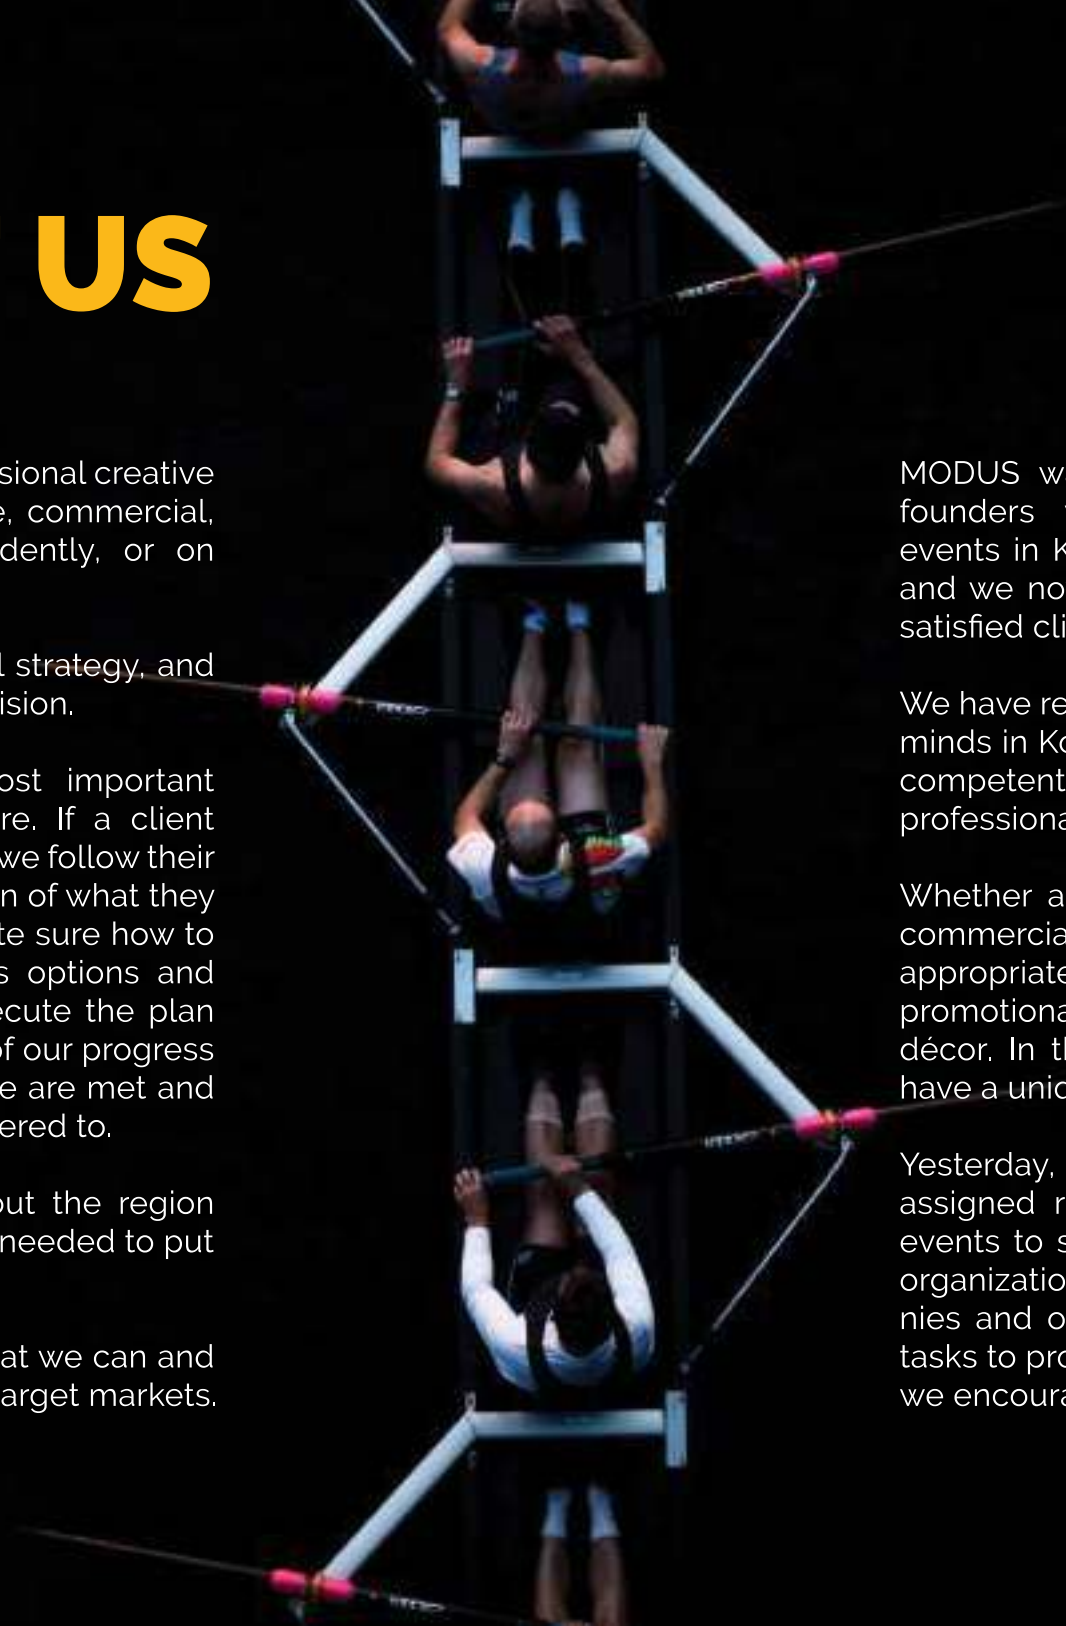 US
sional creative
e, commercial,
dently, or on
l strategy, and
ision.
ost important
re. If a client
we follow their
n of what they
te sure how to
s options and
ecute the plan
of our progress
e are met and
ered to.
out the region
needed to put
at we can and
arget markets.
MODUS wa
founders
events in K
and we no
satisfied cli
We have re
minds in Ko
competent
professiona
Whether a
commercia
appropriate
promotiona
décor. In th
have a unic
Yesterday,
assigned r
events to s
organizatio
nies and o
tasks to pro
we encoura